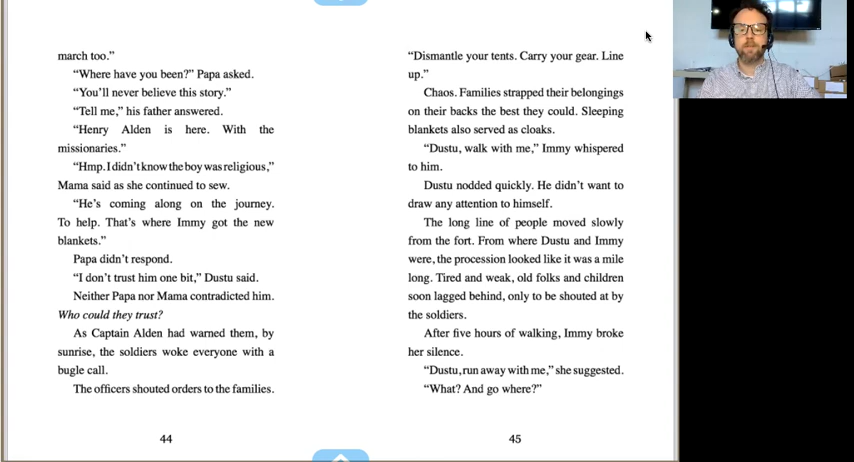 march too.”
“Where have you been?” Papa asked.
“You’ll never believe this story.”
“Tell me,” his father answered.
“Henry Alden is here. With the
missionaries.”
“Hmp. I didn’t know the boy was religious,”
Mama said as she continued to sew.
“He’s coming along on the journey.
To help. That’s where Immy got the new
blankets.”
Papa didn’t respond.
“I don’t trust him one bit,” Dustu said.
Neither Papa nor Mama contradicted him.
Who could they trust?
As Captain Alden had warned them, by
sunrise, the soldiers woke everyone with a
bugle call.
The officers shouted orders to the families.
44
“Dismantle your tents. Carry your gear. Line
up.”
Chaos. Families strapped their belongings
on their backs the best they could. Sleeping
blankets also served as cloaks.
“Dustu, walk with me,” Immy whispered
to him.
Dustu nodded quickly. He didn’t want to
draw any attention to himself.
The long line of people moved slowly
from the fort. From where Dustu and Immy
were, the procession looked like it was a mile
long. Tired and weak, old folks and children
soon lagged behind, only to be shouted at by
the soldiers.
After five hours of walking, Immy broke
her silence.
“Dustu, run away with me,” she suggested.
“What? And go where?”
45